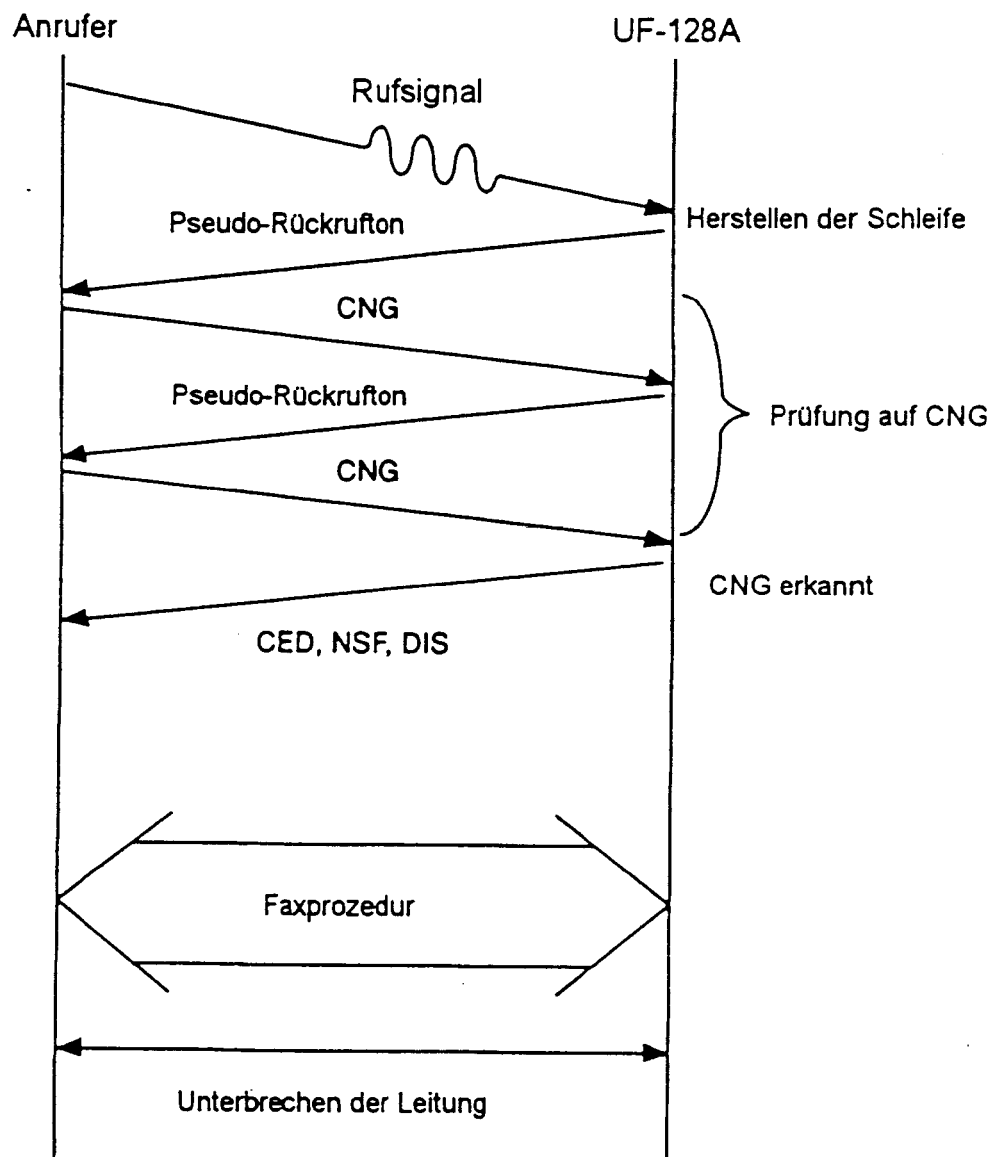 Anrufer
UF-128A
Rufsignal
Herstellen der Schleife
Pseudo-Rückrufton
CNG
Pseudo-Rückrufton
Prüfung auf CNG
CNG
CNG erkannt
CED, NSF, DIS
Faxprozedur
Unterbrechen der Leitung